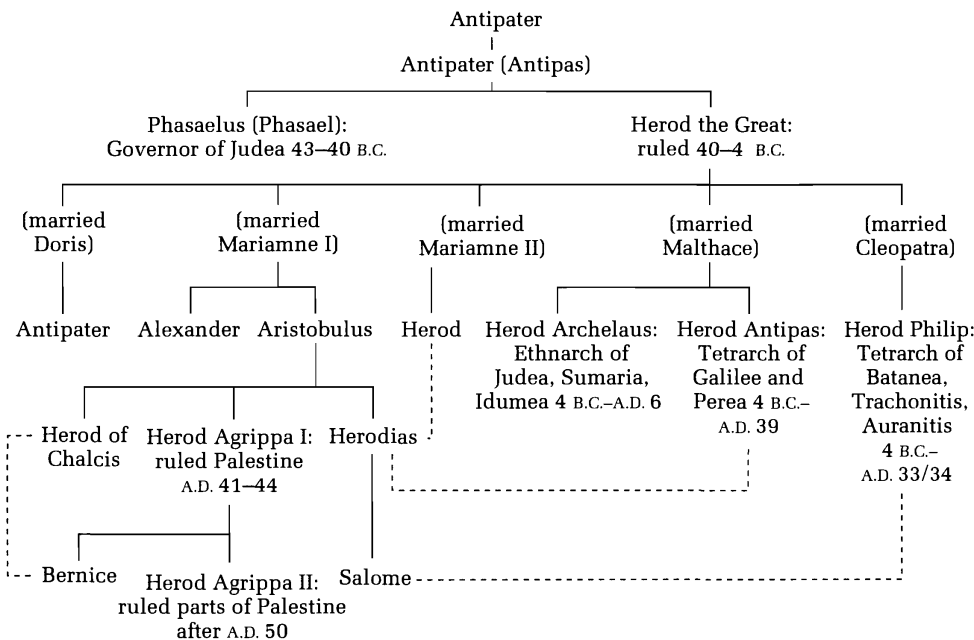 Antipater
Antipater (Antipas)
Phasaelus (Phasael):
Governor of Judea 43–40 B.C.
Herod the Great:
ruled 40–4 B.C.
(married
Doris)
(married
Mariamne I)
(married
Mariamne II)
(married
Malthace)
(married
Cleopatra)
Antipater
Alexander
Aristobulus
Herod
Herod Archelaus:
Ethnarch of
Judea, Sumaria,
Idumea 4 B.C.–A.D. 6
Herod Antipas:
Tetrarch of
Galilee and
Perea 4 B.C.–
A.D. 39
Herod Philip:
Tetrarch of
Batanea,
Trachonitis,
Auranitis
4 B.C.–
A.D. 33/34
Herod of
Chalcis
Herod Agrippa I:
ruled Palestine
A.D. 41–44
Herodias
Bernice
Herod Agrippa II:
ruled parts of Palestine
after A.D. 50
Salome